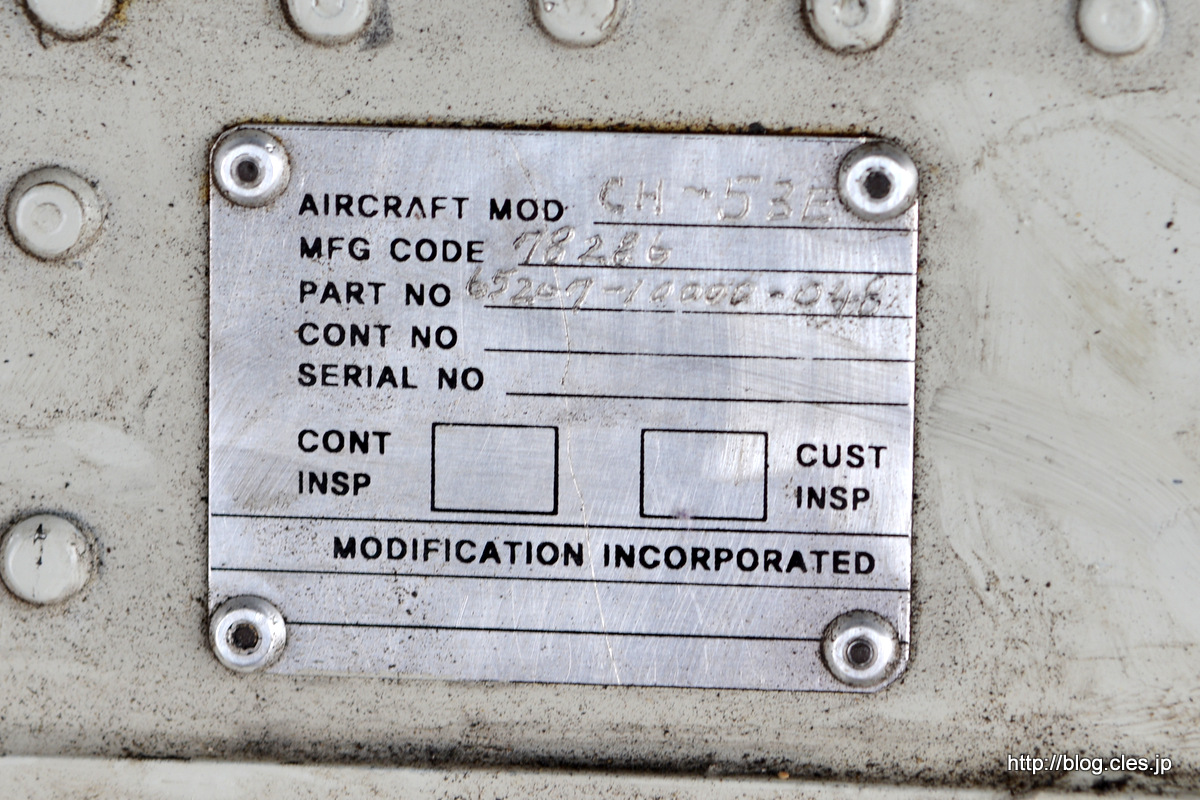 AIRCRAFT MOD CH-53E
MFG CODE 78286
PART NO 65207-10006-048
CONT NO
SERIAL NO
CONT INSP
CUST INSP
MODIFICATION INCORPORATED
http://blog.cles.jp